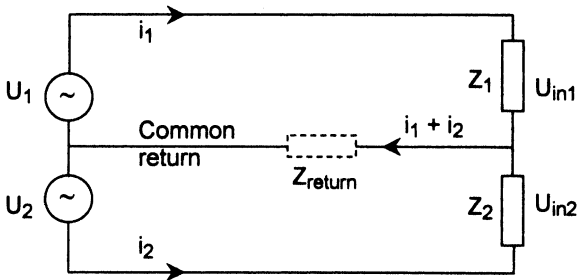 i1
U1
~
Z1
Uin1
Common
return
Zreturn
i1 + i2
U2
~
Z2
Uin2
i2